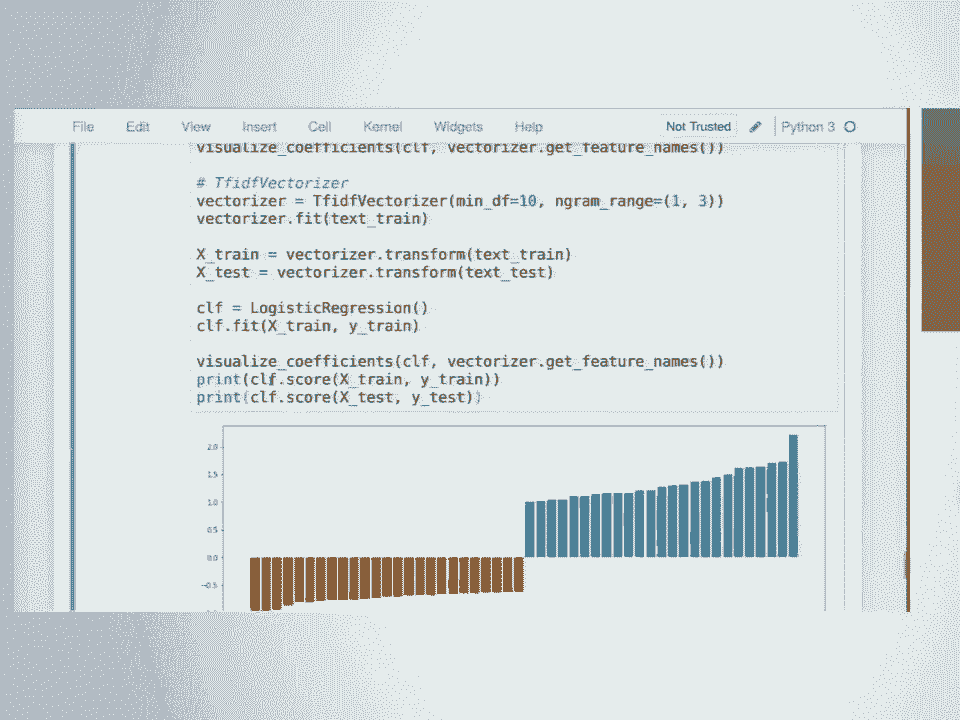 File Edit View Insert Cell Kernel Widgets Help Not Trusted Python 3
visualize_coefficients(clf, vectorizer.get_feature_names())
# TfidfVectorizer
vectorizer = TfidfVectorizer(min_df=10, ngram_range=(1, 3))
vectorizer.fit(text_train)
X_train = vectorizer.transform(text_train)
X_test = vectorizer.transform(text_test)
clf = LogisticRegression()
clf.fit(X_train, y_train)
visualize_coefficients(clf, vectorizer.get_feature_names())
print(clf.score(X_train, y_train))
print(clf.score(X_test, y_test))
2.0
1.5
1.0
0.5
0.0
−0.5